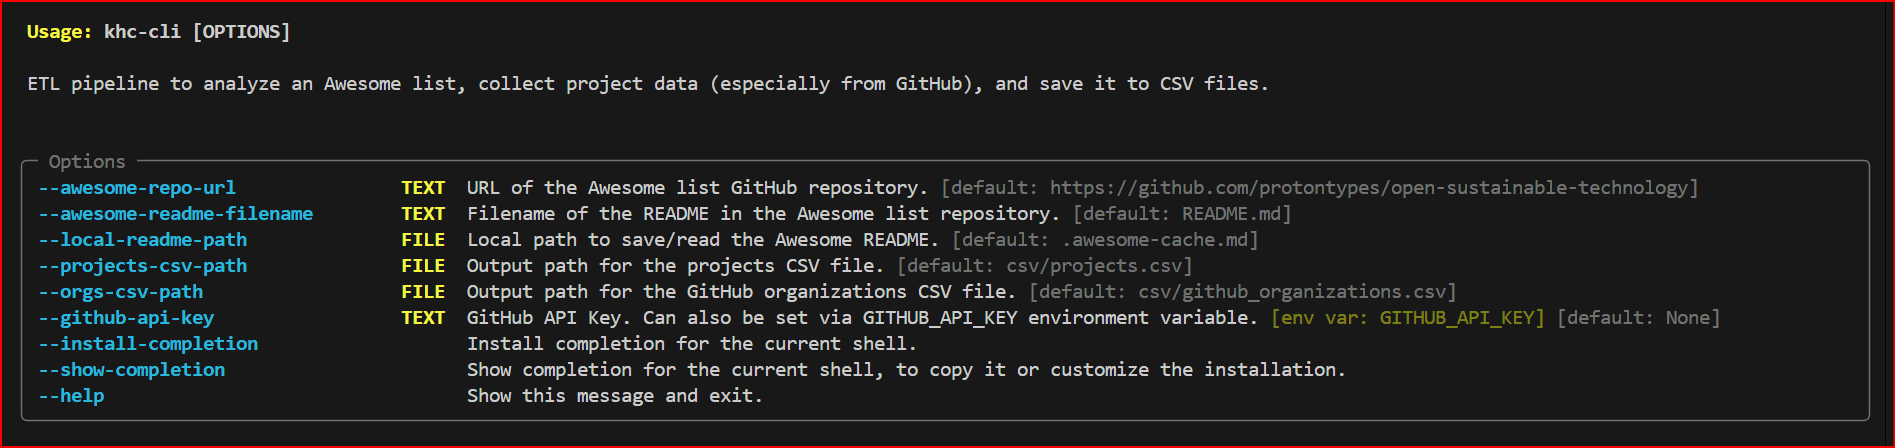 Usage: khc-cli [OPTIONS]
ETL pipeline to analyze an Awesome list, collect project data (especially from GitHub), and save it to CSV files.
Options
--awesome-repo-url TEXT URL of the Awesome list GitHub repository. [default: https://github.com/protontypes/open-sustainable-technology]
--awesome-readme-filename TEXT Filename of the README in the Awesome list repository. [default: README.md]
--local-readme-path FILE Local path to save/read the Awesome README. [default: .awesome-cache.md]
--projects-csv-path FILE Output path for the projects CSV file. [default: csv/projects.csv]
--orgs-csv-path FILE Output path for the GitHub organizations CSV file. [default: csv/github_organizations.csv]
--github-api-key TEXT GitHub API Key. Can also be set via GITHUB_API_KEY environment variable. [env var: GITHUB_API_KEY] [default: None]
--install-completion Install completion for the current shell.
--show-completion Show completion for the current shell, to copy it or customize the installation.
--help Show this message and exit.